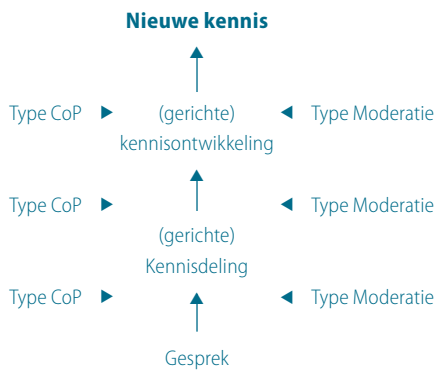 Nieuwe kennis
Type CoP (gerichte) Type Moderatie
kennisontwikkeling
Type CoP Type Moderatie
(gerichte)
Kennisdeling
Type CoP Type Moderatie
Gesprek